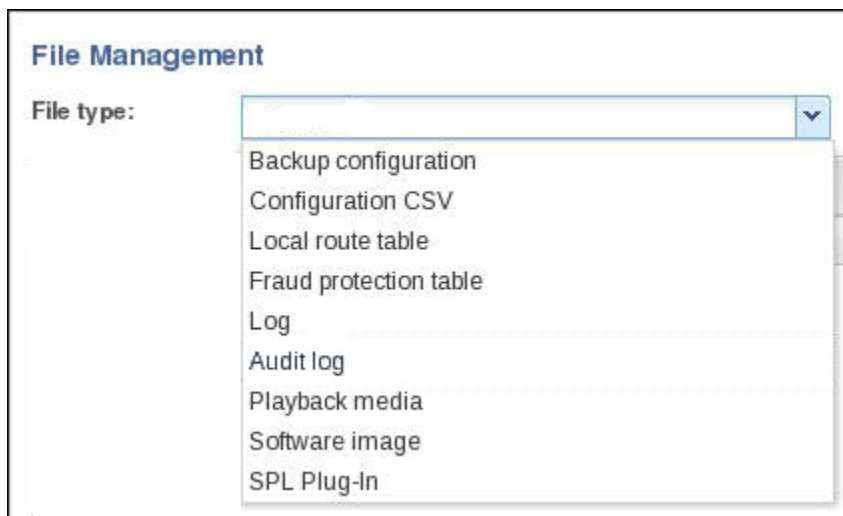 File Management
File type:
Backup configuration
Configuration CSV
Local route table
Fraud protection table
Log
Audit log
Playback media
Software image
SPL Plug-In